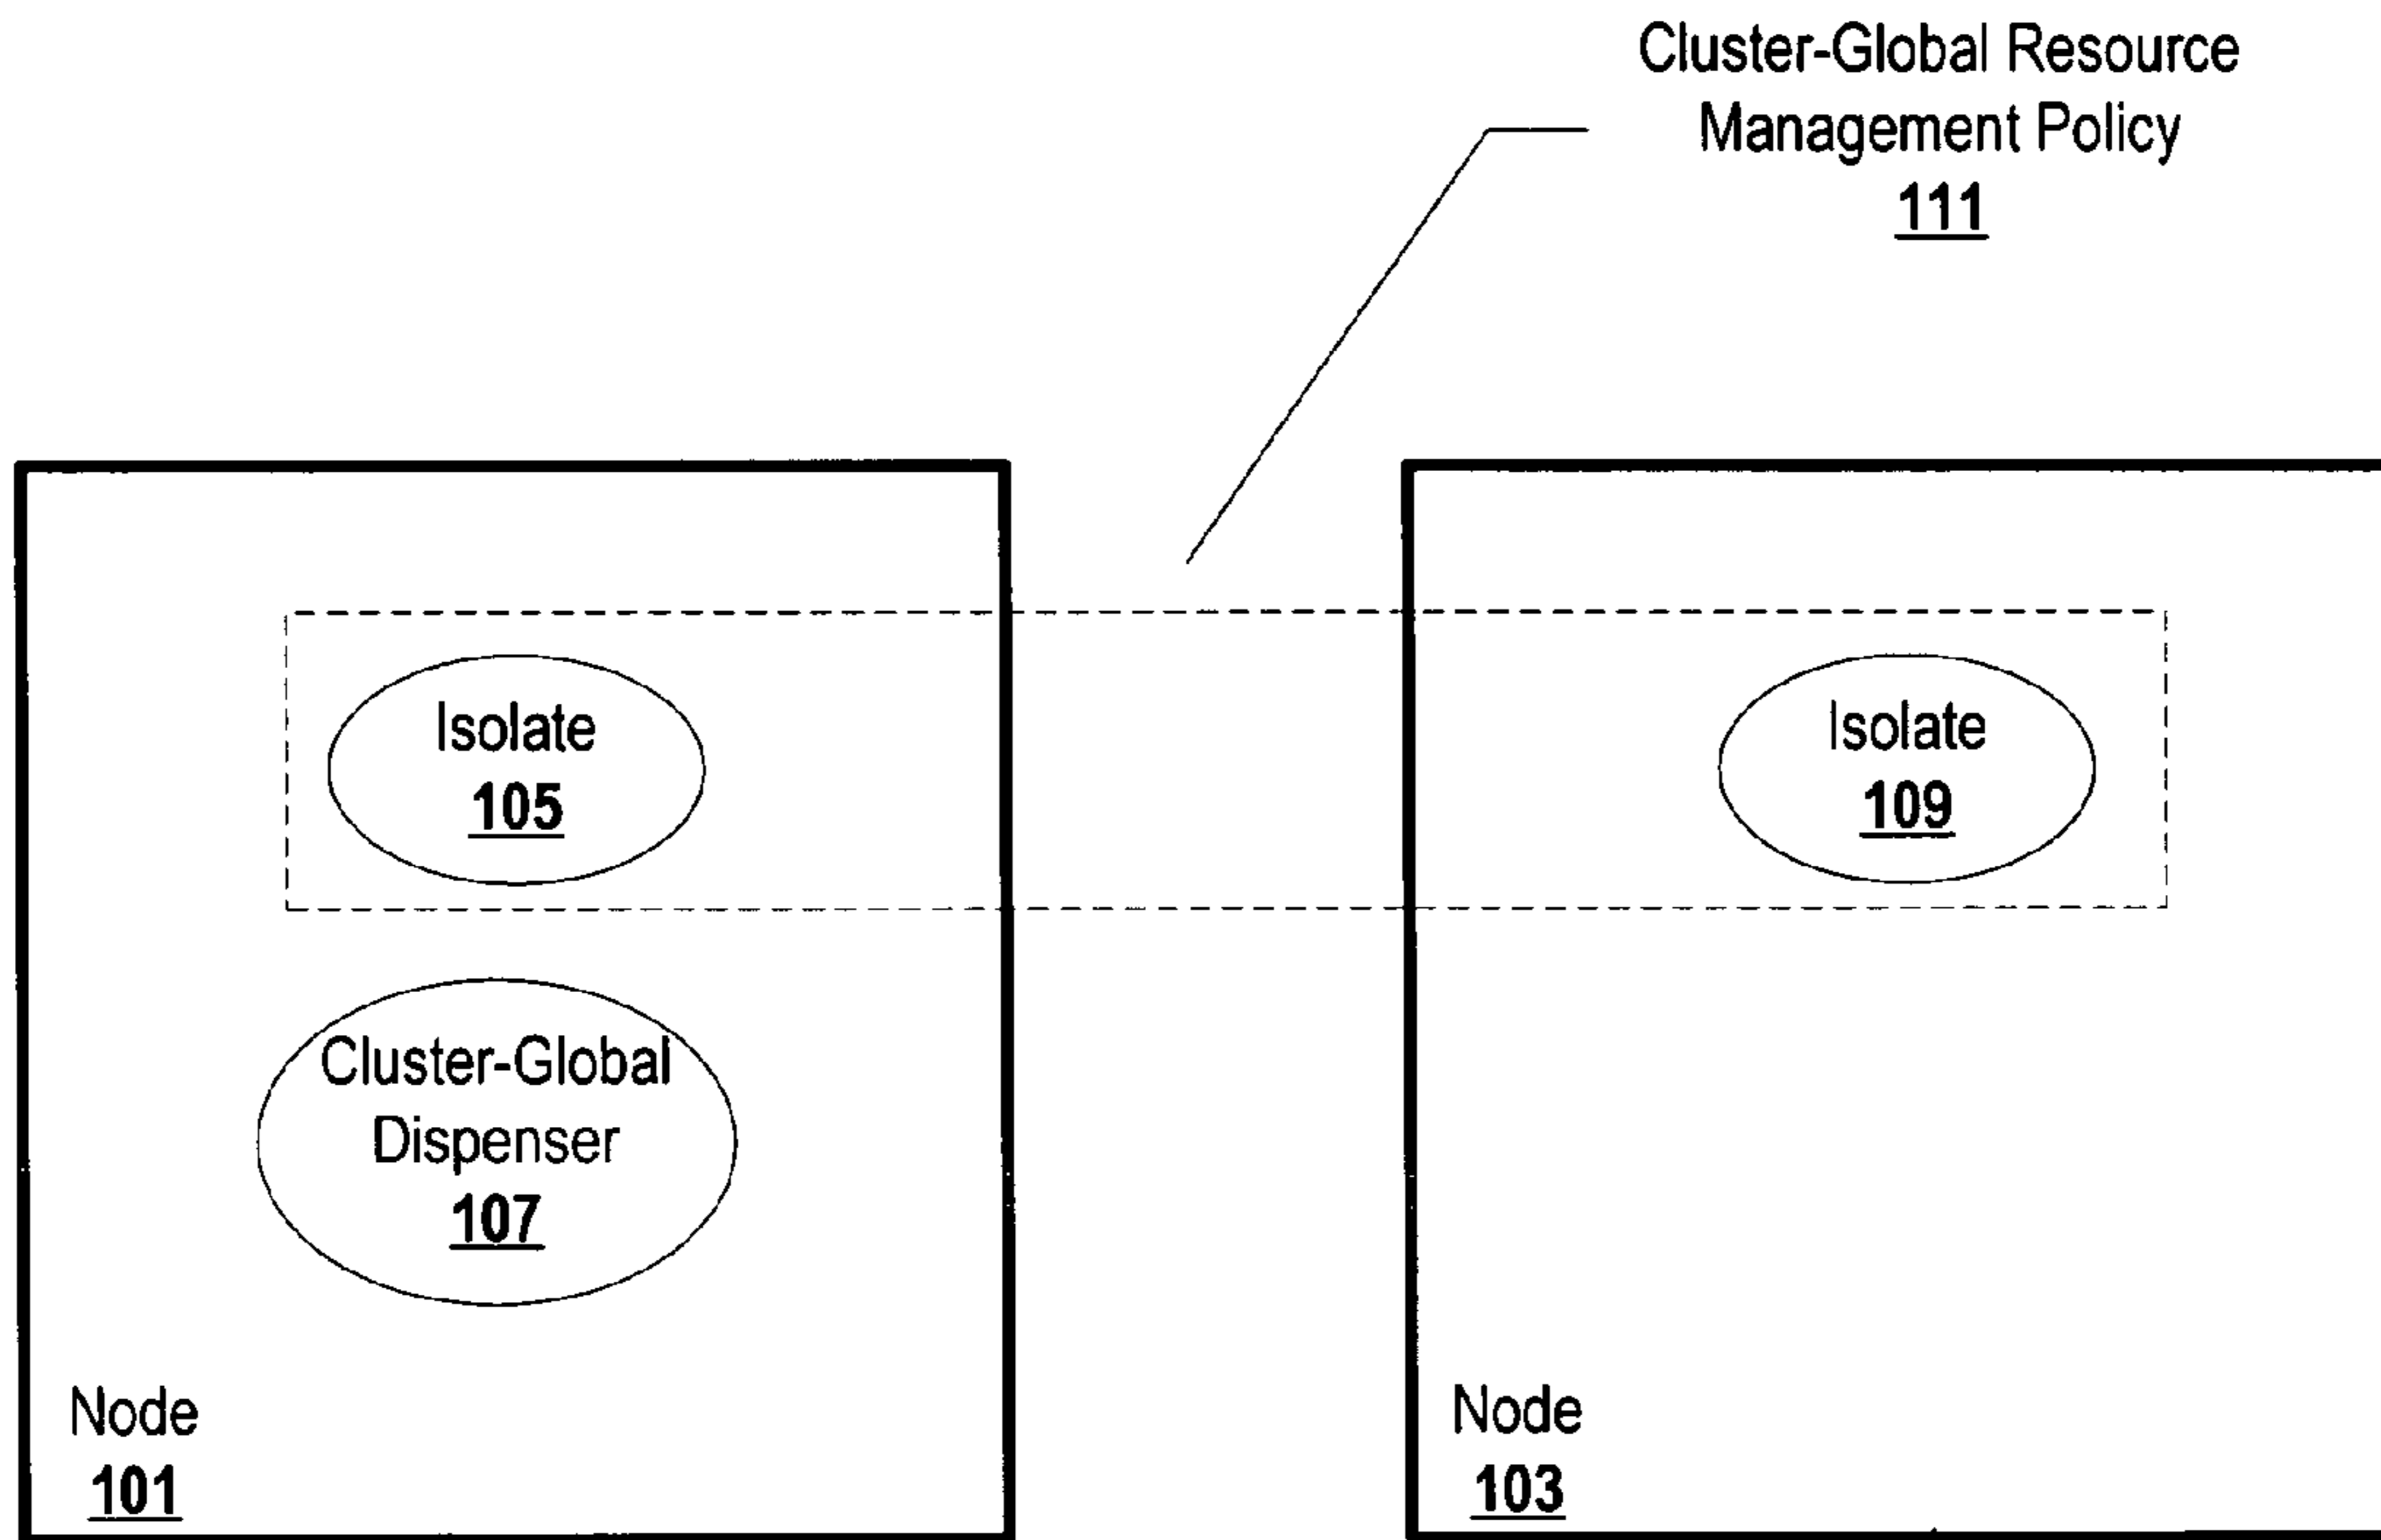 Cluster-Global Resource
Management Policy
111
Isolate
105
Isolate
109
Cluster-Global
Dispenser
107
Node
101
Node
103